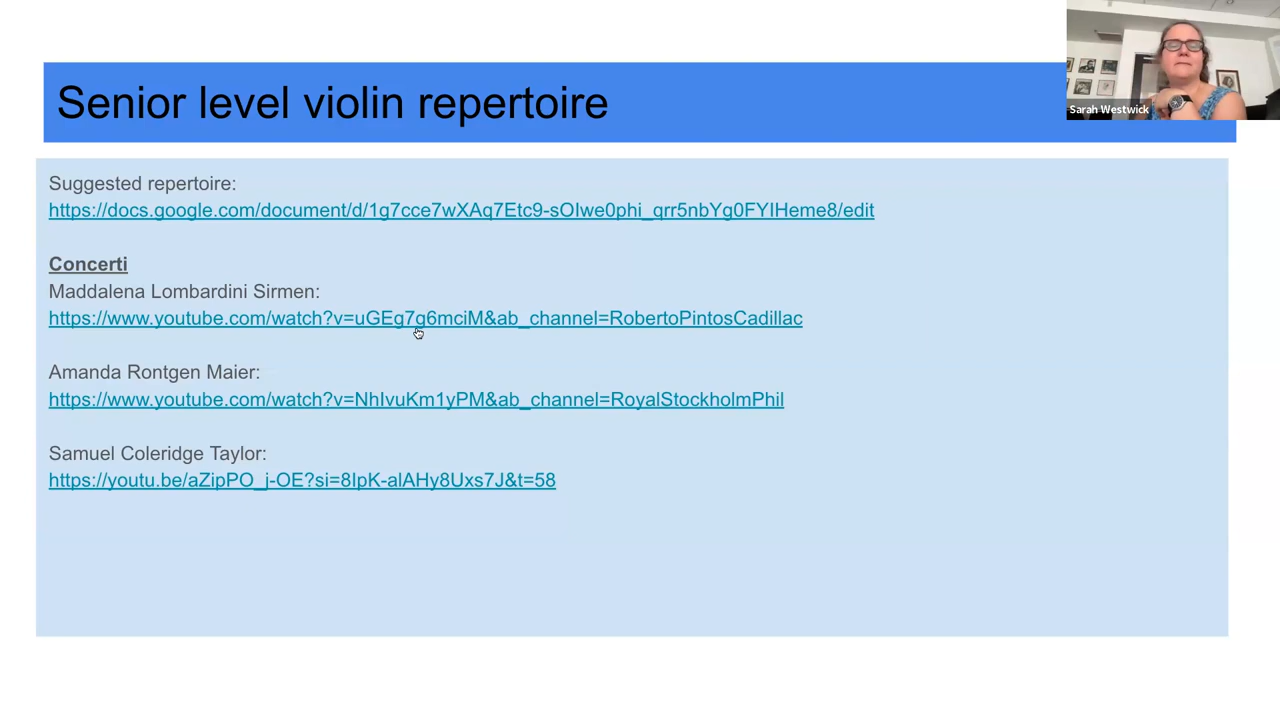 Senior level violin repertoire
Sarah Westwick
Suggested repertoire:
https://docs.google.com/document/d/1g7cce7wXAq7Etc9-sOIwe0phi_qrr5nbYg0FYIHeme8/edit
Concerti
Maddalena Lombardini Sirmen:
https://www.youtube.com/watch?v=uGEg7g6mciM&ab_channel=RobertoPintosCadillac
Amanda Rontgen Maier:
https://www.youtube.com/watch?v=NhIvuKm1yPM&ab_channel=RoyalStockholmPhil
Samuel Coleridge Taylor:
https://youtu.be/aZipPO_j-OE?si=8IpK-alAHy8Uxs7J&t=58